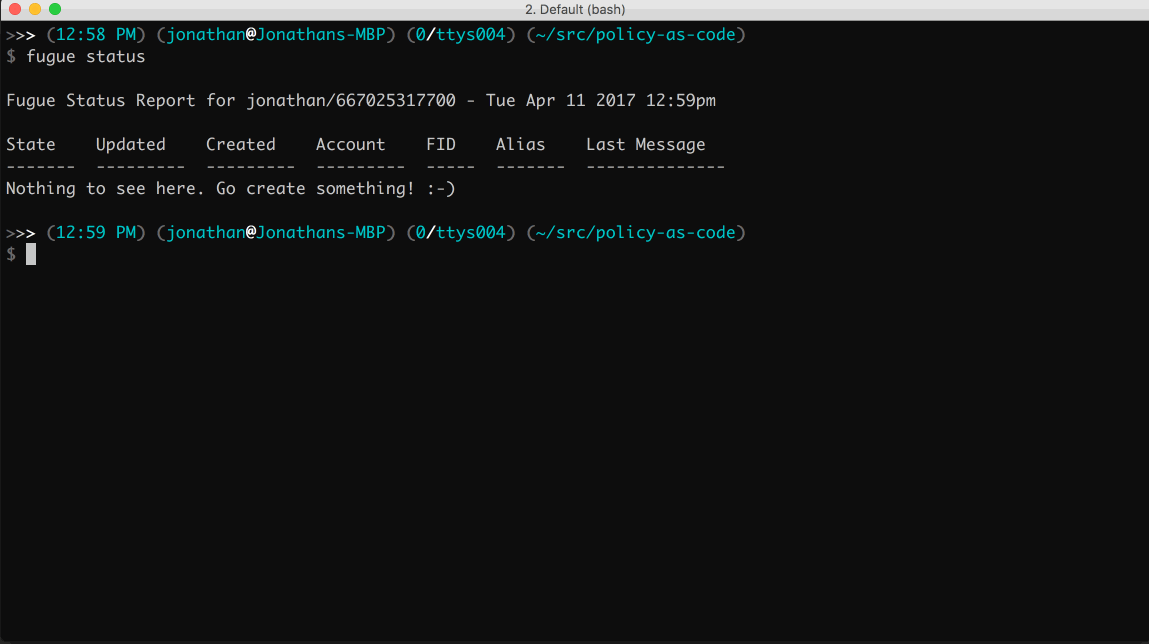 2. Default (bash)
>>> (12:58 PM) (jonathan@Jonathans-MBP) (0/ttys004) (~/src/policy-as-code)
$ fugue status
Fugue Status Report for jonathan/667025317700 - Tue Apr 11 2017 12:59pm
State    Updated    Created    Account    FID    Alias    Last Message
-------  ---------  ---------  ---------  -----  -------  --------------
Nothing to see here. Go create something! :-)
>>> (12:59 PM) (jonathan@Jonathans-MBP) (0/ttys004) (~/src/policy-as-code)
$